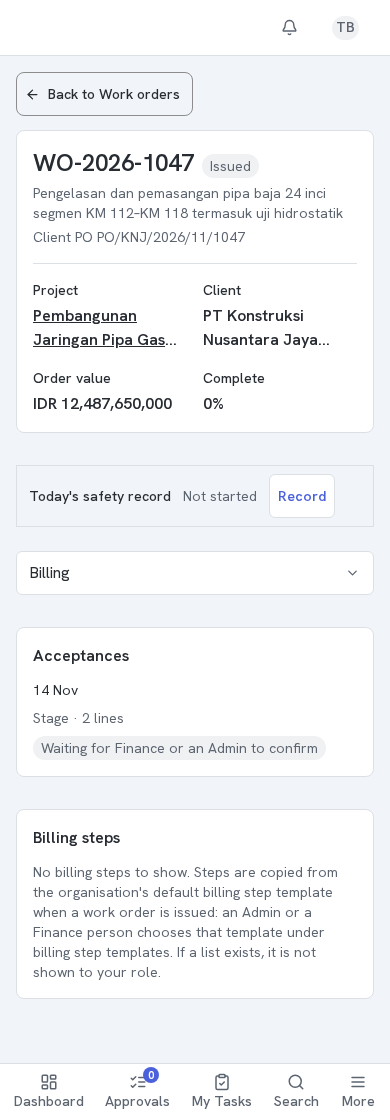 TB
Back to Work orders
WO-2026-1047 Issued
Pengelasan dan pemasangan pipa baja 24 inci
segmen KM 112–KM 118 termasuk uji hidrostatik
Client PO PO/KNJ/2026/11/1047
Project
Pembangunan
Jaringan Pipa Gas...
Client
PT Konstruksi
Nusantara Jaya...
Order value
IDR 12,487,650,000
Complete
0%
Today's safety record Not started Record
Billing
Acceptances
14 Nov
Stage · 2 lines
Waiting for Finance or an Admin to confirm
Billing steps
No billing steps to show. Steps are copied from
the organisation's default billing step template
when a work order is issued: an Admin or a
Finance person chooses that template under
billing step templates. If a list exists, it is not
shown to your role.
0
Dashboard Approvals My Tasks Search More